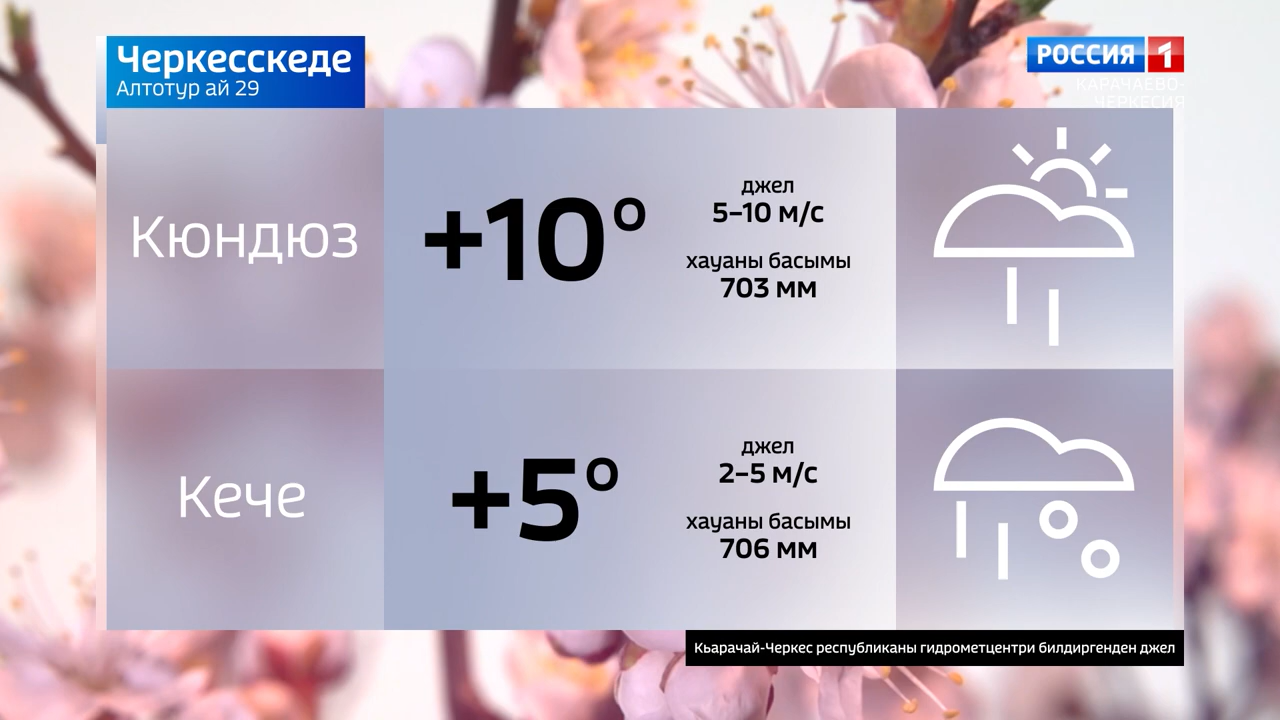 Черкесскеде
Алтотур ай 29
РОССИЯ 1
КАРАЧАЕВО-
ЧЕРКЕСИЯ
Кюндюз
+10°
джел
5–10 м/с
хауаны басымы
703 мм
Кече
+5°
джел
2–5 м/с
хауаны басымы
706 мм
Кьарачай-Черкес республиканы гидрометцентри билдиргенден джел